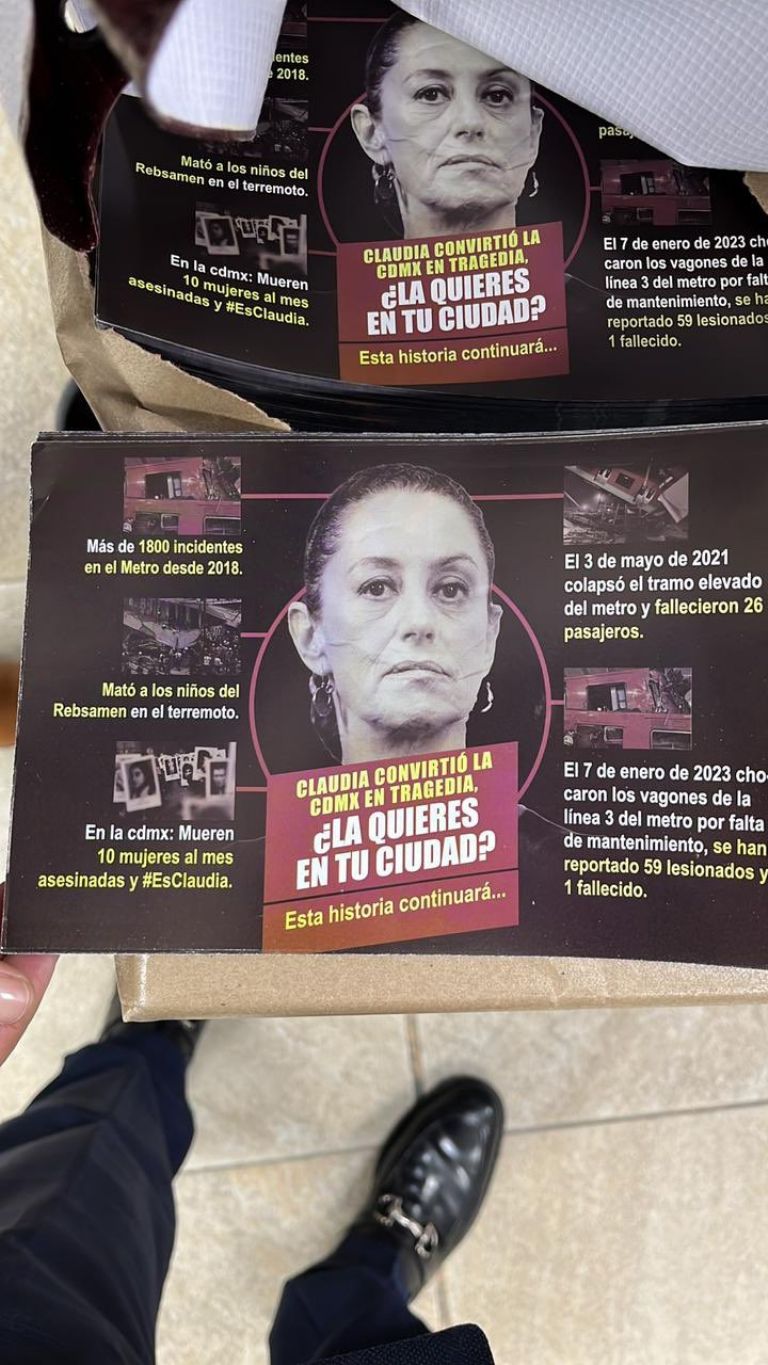 entes
2018.
Mató a los niños del
Rebsamen en el terremoto.
En la cdmx: Mueren
10 mujeres al mes
asesinadas y #EsClaudia.
CLAUDIA CONVIRTIÓ LA
CDMX EN TRAGEDIA,
¿LA QUIERES
EN TU CIUDAD?
Esta historia continuará...
pasaj
El 7 de enero de 2023 cho
caron los vagones de la
línea 3 del metro por falt
de mantenimiento, se ha
reportado 59 lesionados
1 fallecido.
Más de 1800 incidentes
en el Metro desde 2018.
Mató a los niños del
Rebsamen en el terremoto.
En la cdmx: Mueren
10 mujeres al mes
asesinadas y #EsClaudia.
CLAUDIA CONVIRTIÓ LA
CDMX EN TRAGEDIA,
¿LA QUIERES
EN TU CIUDAD?
Esta historia continuará...
El 3 de mayo de 2021
colapsó el tramo elevado
del metro y fallecieron 26
pasajeros.
El 7 de enero de 2023 cho-
caron los vagones de la
línea 3 del metro por falta
de mantenimiento, se han
reportado 59 lesionados y
1 fallecido.